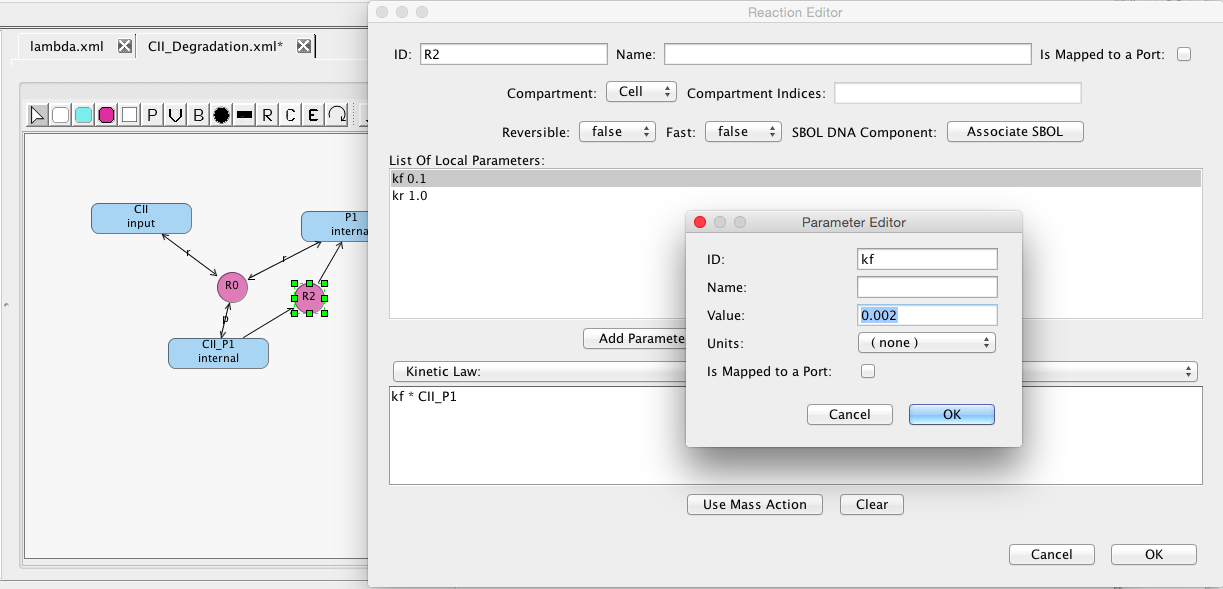 Reaction Editor
lambda.xml
CII_Degradation.xml*
ID: R2 Name: Is Mapped to a Port:
Compartment: Cell Compartment Indices:
Reversible: false Fast: false SBOL DNA Component: Associate SBOL
List Of Local Parameters:
kf 0.1
kr 1.0
P V B R C E
CII
input
P1
interna
r
r
R0
R2
p
CII_P1
internal
Parameter Editor
ID: kf
Name:
Value: 0.002
Units: ( none )
Is Mapped to a Port:
Cancel OK
Add Paramete
Kinetic Law:
kf * CII_P1
Use Mass Action Clear
Cancel OK